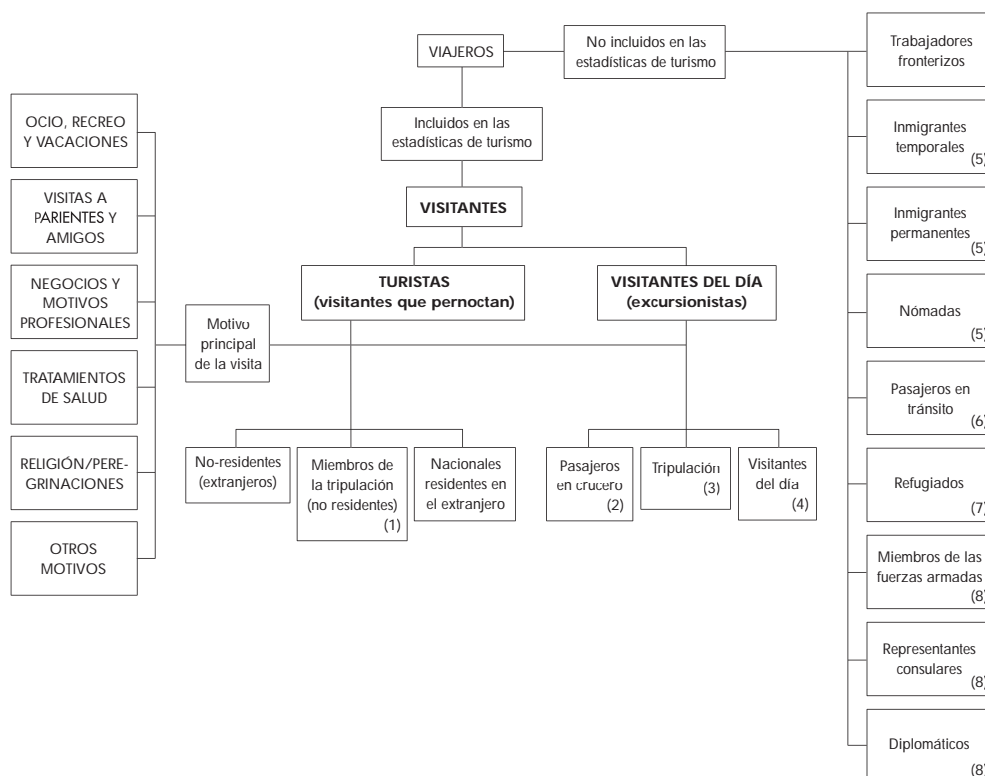 VIAJEROS
No incluidos en las
estadísticas de turismo
Incluidos en las
estadísticas de turismo
VISITANTES
TURISTAS
(visitantes que pernoctan)
VISITANTES DEL DÍA
(excursionistas)
Motivo
principal
de la visita
OCIO, RECREO
Y VACACIONES
VISITAS A
PARIENTES Y
AMIGOS
NEGOCIOS Y
MOTIVOS
PROFESIONALES
TRATAMIENTOS
DE SALUD
RELIGIÓN/PERE-
GRINACIONES
OTROS
MOTIVOS
No-residentes
(extranjeros)
Miembros de
la tripulación
(no residentes)
(1)
Nacionales
residentes en
el extranjero
Pasajeros
en crucero
(2)
Tripulación
(3)
Visitantes
del día
(4)
Trabajadores
fronterizos
Inmigrantes
temporales
(5)
Inmigrantes
permanentes
(5)
Nómadas
(5)
Pasajeros en
tránsito
(6)
Refugiados
(7)
Miembros de las
fuerzas armadas
(8)
Representantes
consulares
(8)
Diplomáticos
(8)